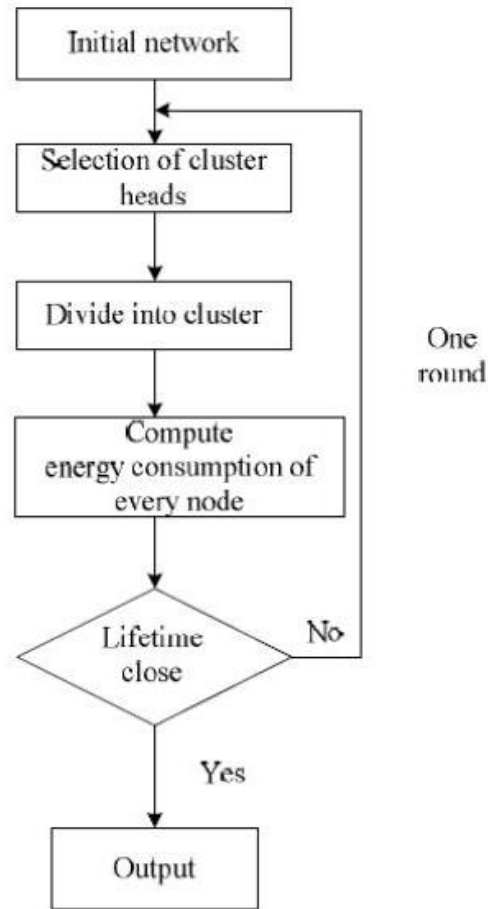 Initial network
Selection of cluster
heads
Divide into cluster
One
round
Compute
energy consumption of
every node
Lifetime
close
No
Yes
Output